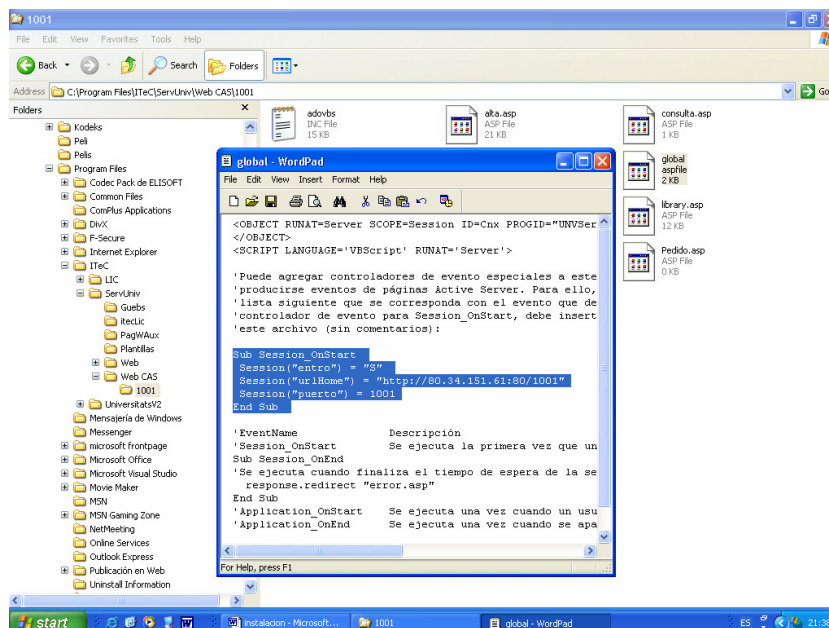 1001
File Edit View Favorites Tools Help
Back Search Folders
Address C:\Program Files\ITeC\ServUniv\Web CAS\1001 Go
Folders
Kodeks
Peli
Pelis
Program Files
Codec Pack de ELISOFT
Common Files
ComPlus Applications
DivX
F-Secure
Internet Explorer
ITeC
LIC
ServUniv
Guebs
itecLic
PagWAux
Plantillas
Web
Web CAS
1001
UniversitatsV2
Mensajería de Windows
Messenger
microsoft frontpage
Microsoft Office
Microsoft Visual Studio
Movie Maker
MSN
MSN Gaming Zone
NetMeeting
Online Services
Outlook Express
Publicación en Web
Uninstall Information
adovbs
INC File
15 KB
alta.asp
ASP File
21 KB
consulta.asp
ASP File
1 KB
global
aspfile
2 KB
library.asp
ASP File
12 KB
Pedido.asp
ASP File
0 KB
global - WordPad
File Edit View Insert Format Help
<OBJECT RUNAT=Server SCOPE=Session ID=Cnx PROGID="UNVSer
</OBJECT>
<SCRIPT LANGUAGE='VBScript' RUNAT='Server'>
'Puede agregar controladores de evento especiales a este
'producirse eventos de páginas Active Server. Para ello,
'lista siguiente que se corresponda con el evento que de
'controlador de evento para Session_OnStart, debe insert
'este archivo (sin comentarios):
Sub Session_OnStart
Session("entro") = "S"
Session("urlHome") = "http://80.34.151.61:80/1001"
Session("puerto") = 1001
End Sub
'EventName Descripción
'Session_OnStart Se ejecuta la primera vez que un
Sub Session_OnEnd
'Se ejecuta cuando finaliza el tiempo de espera de la se
response.redirect "error.asp"
End Sub
'Application_OnStart Se ejecuta una vez cuando un usu
'Application_OnEnd Se ejecuta una vez cuando se apa
For Help, press F1
start instalacion - Microsoft... 1001 global - WordPad ES 21:36